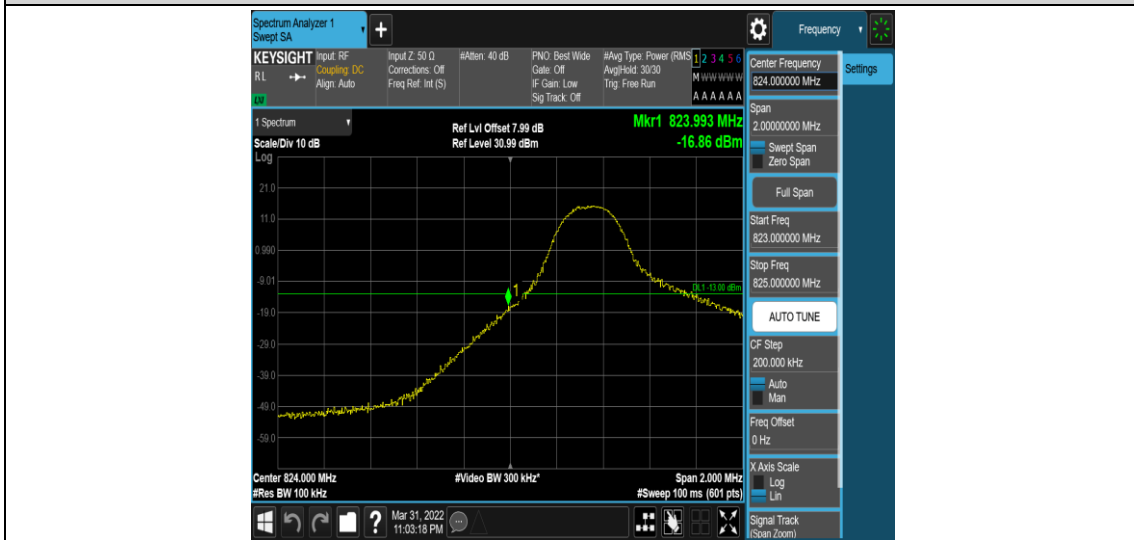 Spectrum Analyzer 1
Swept SA
+
Frequency
KEYSIGHT
RL
Input: RF
Coupling: DC
Align: Auto
Input Z: 50 Ω
Corrections: Off
Freq Ref: Int (S)
#Atten: 40 dB
PNO: Best Wide
Gate: Off
IF Gain: Low
Sig Track: Off
#Avg Type: Power (RMS
Avg|Hold: 30/30
Trig: Free Run
1 2 3 4 5 6
M W W W W W
A A A A A A
1 Spectrum
Scale/Div 10 dB
Log
Ref Lvl Offset 7.99 dB
Ref Level 30.99 dBm
Mkr1 823.993 MHz
-16.86 dBm
21.0
11.0
0.990
-9.01
-19.0
-29.0
-39.0
-49.0
-59.0
1
DL1 -13.00 dBm
Center 824.000 MHz
#Res BW 100 kHz
#Video BW 300 kHz*
Span 2.000 MHz
#Sweep 100 ms (601 pts)
?
Mar 31, 2022
11:03:18 PM
Center Frequency
824.000000 MHz
Settings
Span
2.00000000 MHz
Swept Span
Zero Span
Full Span
Start Freq
823.000000 MHz
Stop Freq
825.000000 MHz
AUTO TUNE
CF Step
200.000 kHz
Auto
Man
Freq Offset
0 Hz
X Axis Scale
Log
Lin
Signal Track
(Span Zoom)